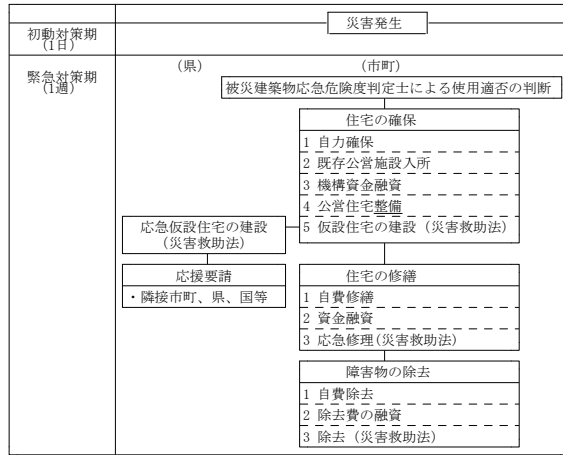 災害発生
初動対策期
(1日)
(県)
(市町)
緊急対策期
(1週)
被災建築物応急危険度判定士による使用適否の判断
住宅の確保
1 自力確保
2 既存公営施設入所
3 機構資金融資
4 公営住宅整備
5 仮設住宅の建設(災害救助法)
応急仮設住宅の建設
(災害救助法)
応援要請
・隣接市町、県、国等
住宅の修繕
1 自費修繕
2 資金融資
3 応急修理(災害救助法)
障害物の除去
1 自費除去
2 除去費の融資
3 除去(災害救助法)